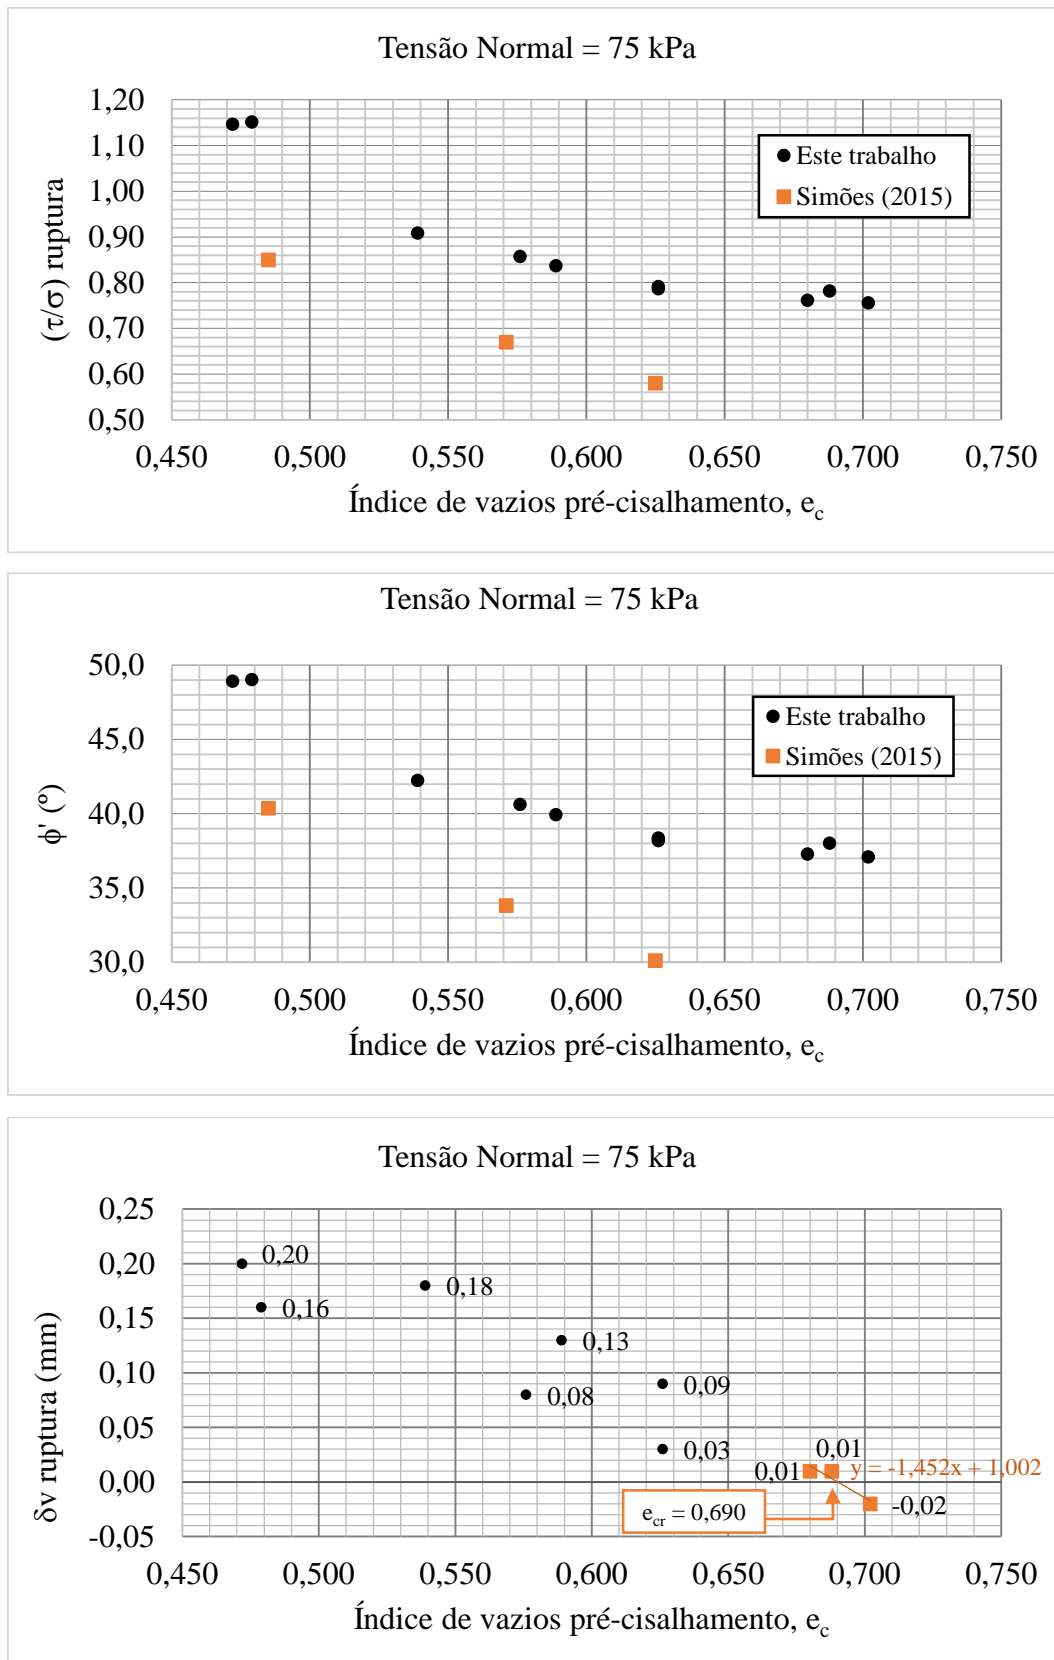 Tensão Normal = 75 kPa
1,20
1,10
1,00
0,90
0,80
0,70
0,60
0,50
(τ/σ) ruptura
Este trabalho
Simões (2015)
0,450 0,500 0,550 0,600 0,650 0,700 0,750
Índice de vazios pré-cisalhamento, e_c
Tensão Normal = 75 kPa
50,0
45,0
40,0
35,0
30,0
ϕ' (º)
Este trabalho
Simões (2015)
0,450 0,500 0,550 0,600 0,650 0,700 0,750
Índice de vazios pré-cisalhamento, e_c
Tensão Normal = 75 kPa
0,25
0,20
0,15
0,10
0,05
0,00
-0,05
δv ruptura (mm)
0,20
0,16
0,18
0,13
0,08
0,09
0,03
0,01
0,01
y = -1,452x + 1,002
-0,02
e_cr = 0,690
0,450 0,500 0,550 0,600 0,650 0,700 0,750
Índice de vazios pré-cisalhamento, e_c